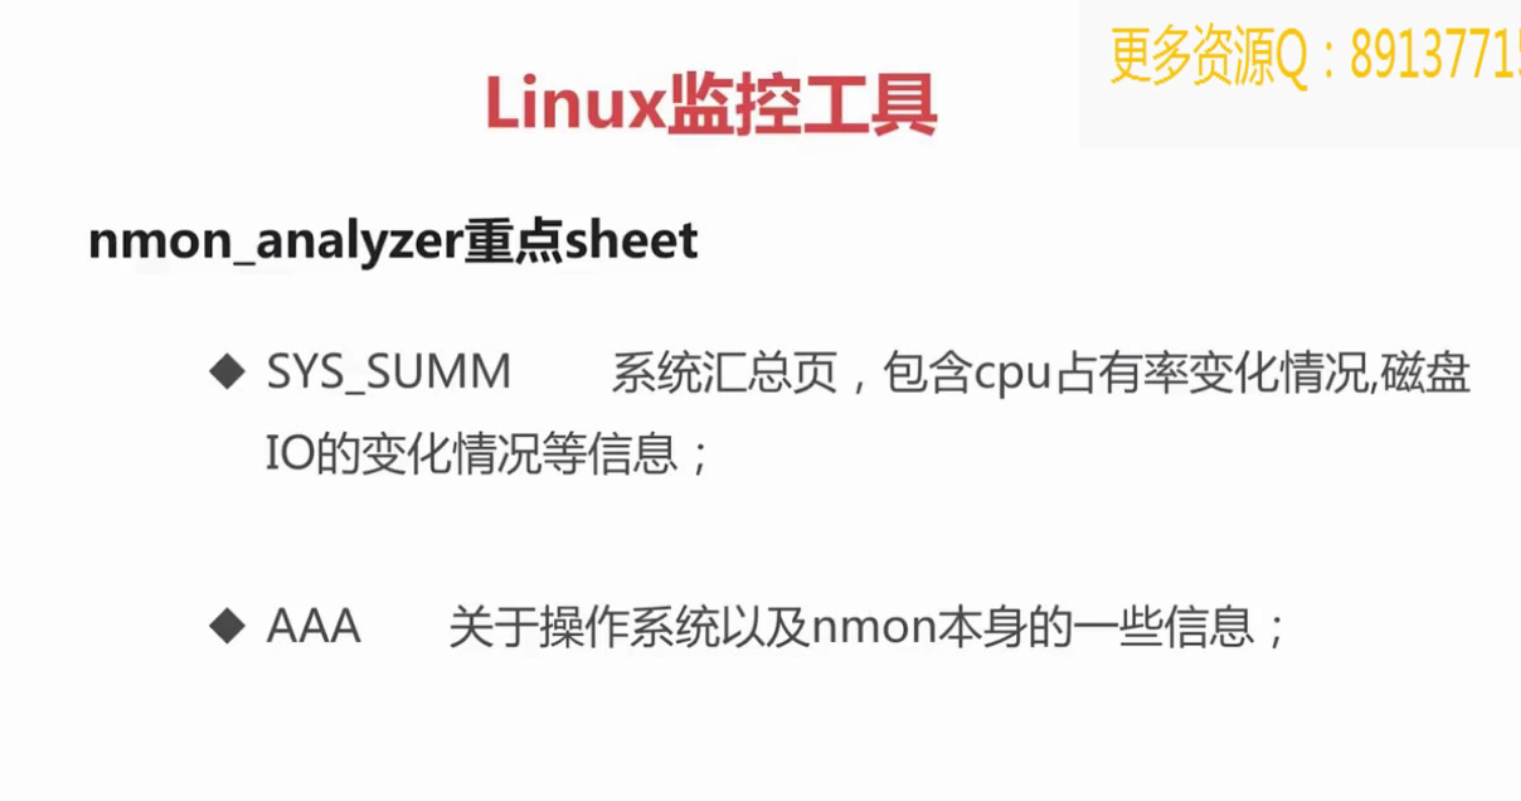 更多资源Q：89137715
Linux监控工具
nmon_analyzer重点sheet
◆ SYS_SUMM 系统汇总页，包含cpu占有率变化情况,磁盘
IO的变化情况等信息；
◆ AAA 关于操作系统以及nmon本身的一些信息；